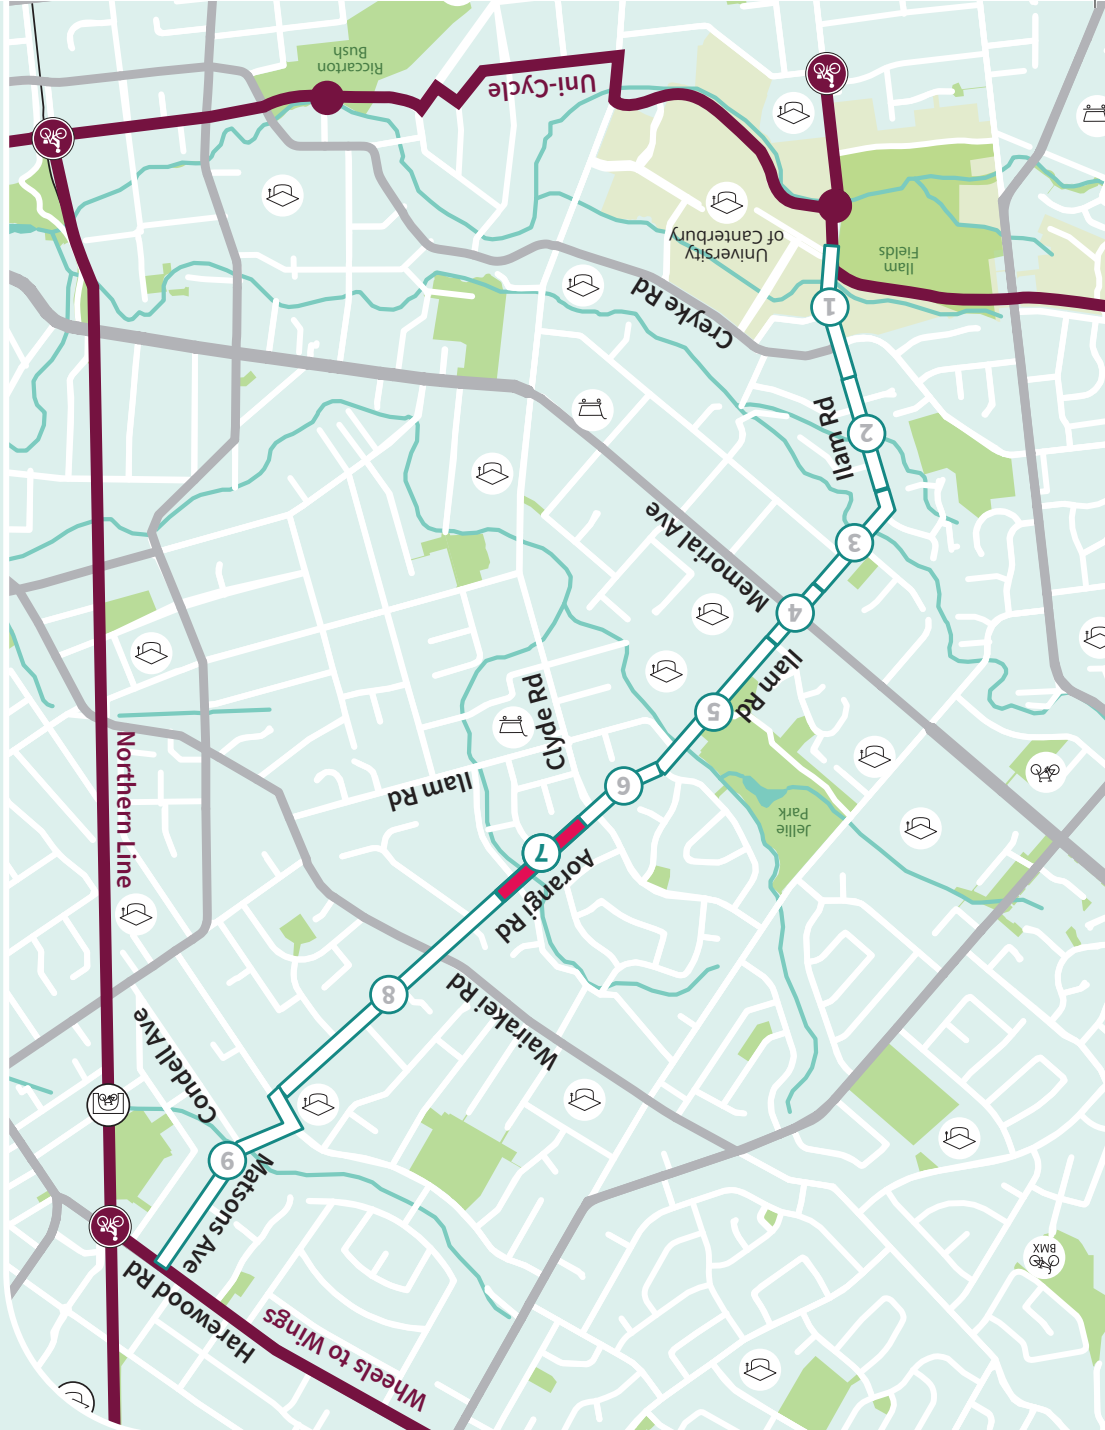 Harewood Rd
Wheels to Wings
Matsons Ave
BMX
9
Condell Ave
8
Wairakei Rd
Northern Line
Aorangi Rd
7
6
Ilam Rd
Clyde Rd
Jellie
Park
5
Ilam Rd
4
Memorial Ave
3
2
Ilam Rd
1
Creyke Rd
Ilam
Fields
University
of Canterbury
Uni-Cycle
Riccarton
Bush